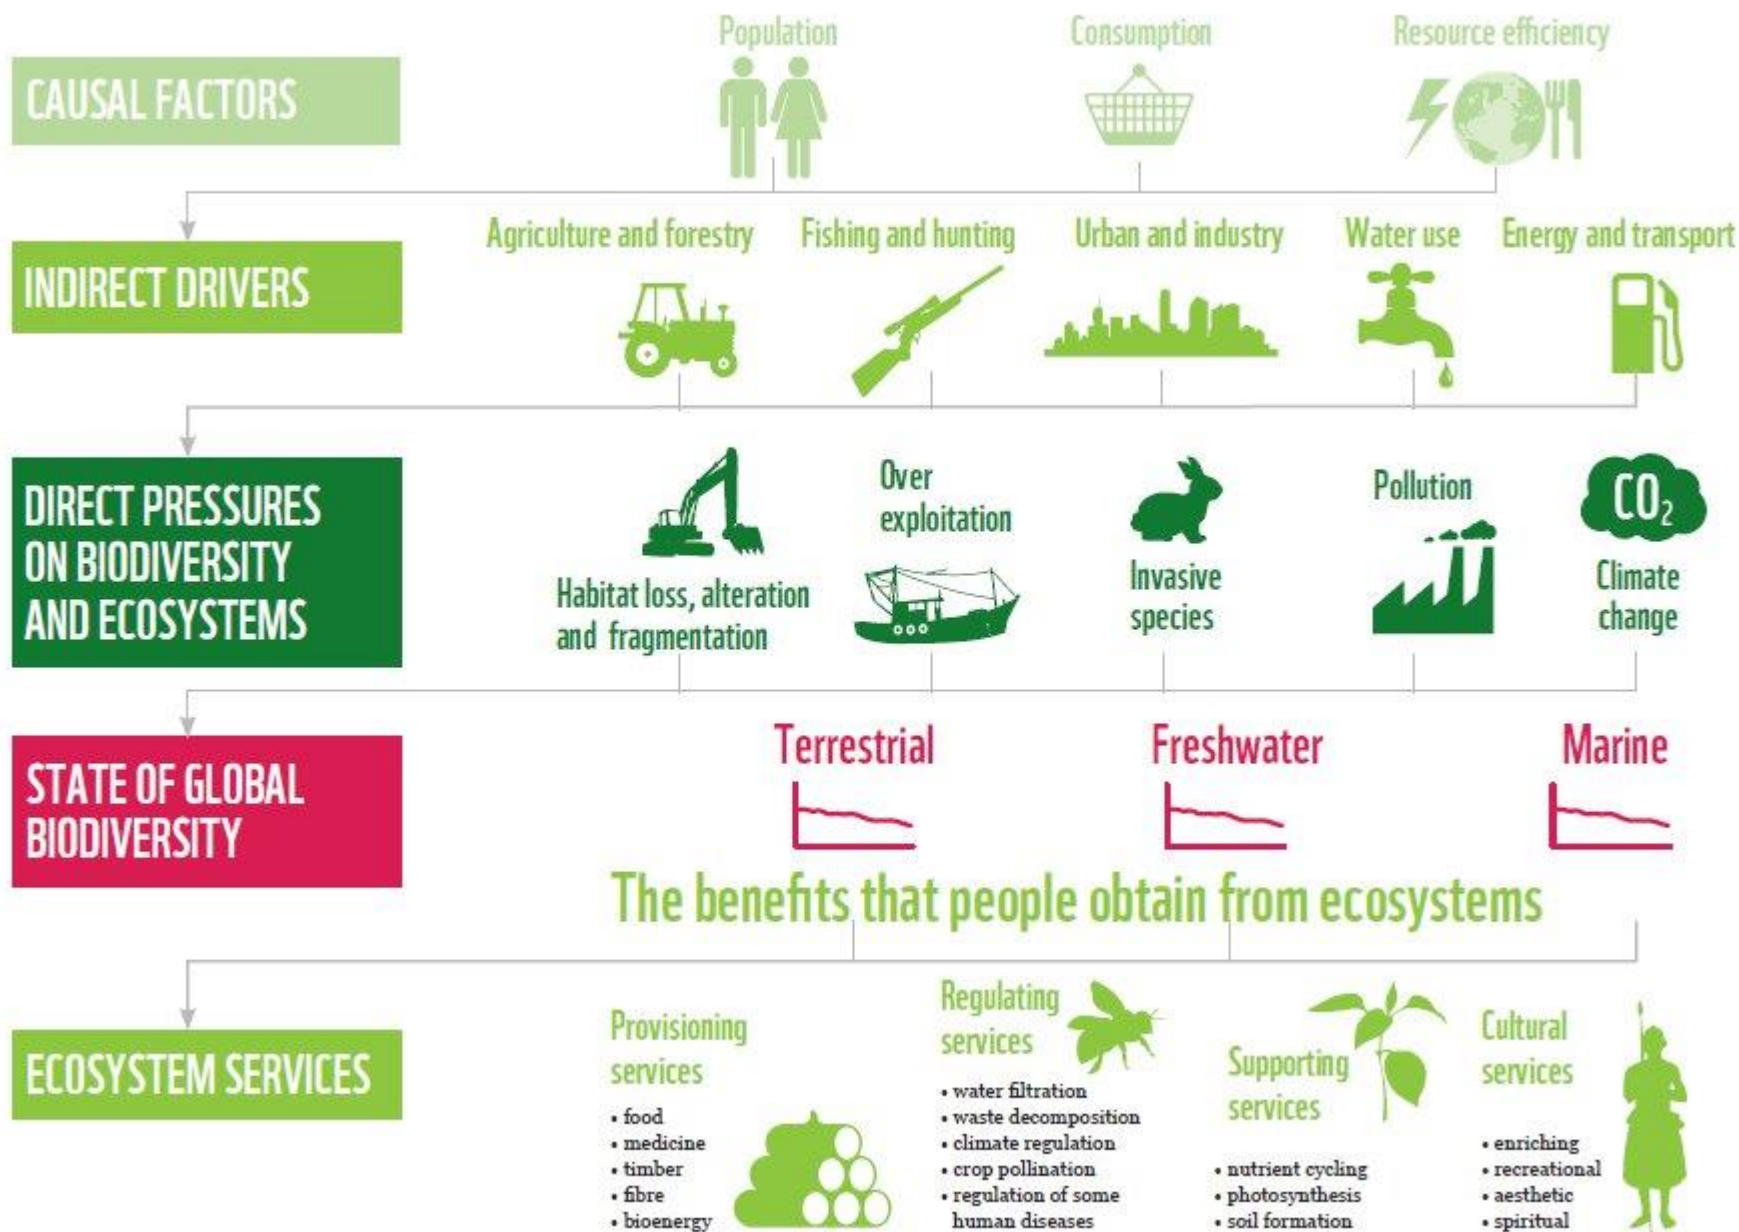 Population
Consumption
Resource efficiency
CAUSAL FACTORS
Agriculture and forestry
Fishing and hunting
Urban and industry
Water use
Energy and transport
INDIRECT DRIVERS
DIRECT PRESSURES
ON BIODIVERSITY
AND ECOSYSTEMS
Habitat loss, alteration
and fragmentation
Over
exploitation
Invasive
species
Pollution
CO₂
Climate
change
STATE OF GLOBAL
BIODIVERSITY
Terrestrial
Freshwater
Marine
The benefits that people obtain from ecosystems
ECOSYSTEM SERVICES
Provisioning
services
• food
• medicine
• timber
• fibre
• bioenergy
Regulating
services
• water filtration
• waste decomposition
• climate regulation
• crop pollination
• regulation of some
human diseases
Supporting
services
• nutrient cycling
• photosynthesis
• soil formation
Cultural
services
• enriching
• recreational
• aesthetic
• spiritual